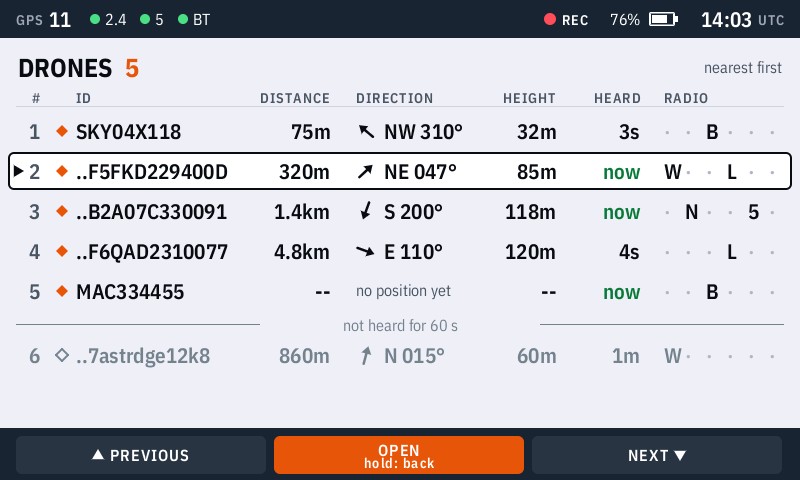 GPS 11 2.4 5 BT REC 76% 14:03 UTC
DRONES 5 nearest first
# ID DISTANCE DIRECTION HEIGHT HEARD RADIO
1 SKY04X118 75m NW 310° 32m 3s · · B · · ·
2 ..F5FKD229400D 320m NE 047° 85m now W · · L · ·
3 ..B2A07C330091 1.4km S 200° 118m now · N · · 5 ·
4 ..F6QAD2310077 4.8km E 110° 120m 4s · · · L · ·
5 MAC334455 -- no position yet -- now · · B · · ·
not heard for 60 s
6 ..7astrdge12k8 860m N 015° 60m 1m W · · · · ·
PREVIOUS OPEN NEXT
hold: back